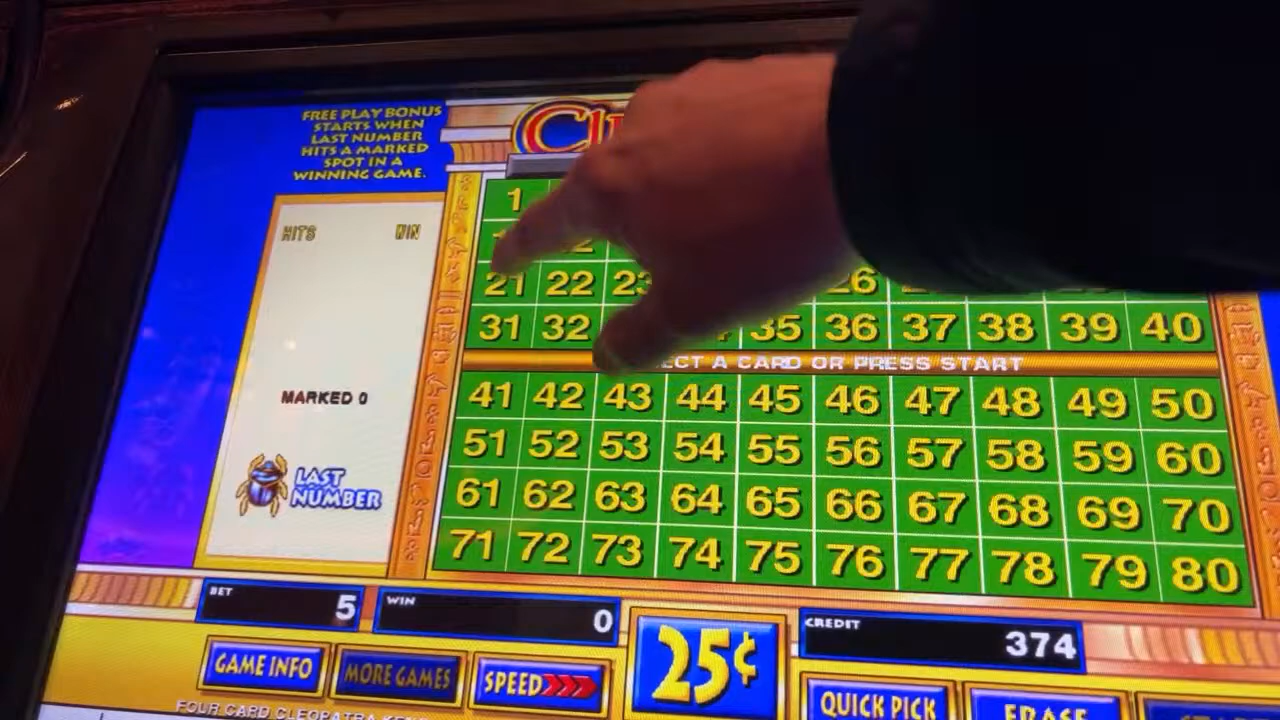 FREE PLAY BONUS
STARTS WHEN
LAST NUMBER
HITS A MARKED
SPOT IN A
WINNING GAME.
HITS WIN
1
21 22 23 26
31 32 35 36 37 38 39 40
A CARD OR PRESS START
41 42 43 44 45 46 47 48 49 50
51 52 53 54 55 56 57 58 59 60
61 62 63 64 65 66 67 68 69 70
71 72 73 74 75 76 77 78 79 80
MARKED 0
LAST
NUMBER
BET 5
WIN 0
25¢
CREDIT 374
GAME INFO
MORE GAMES
SPEED
QUICK PICK
ERASE
FOUR CARD CLEOPATRA